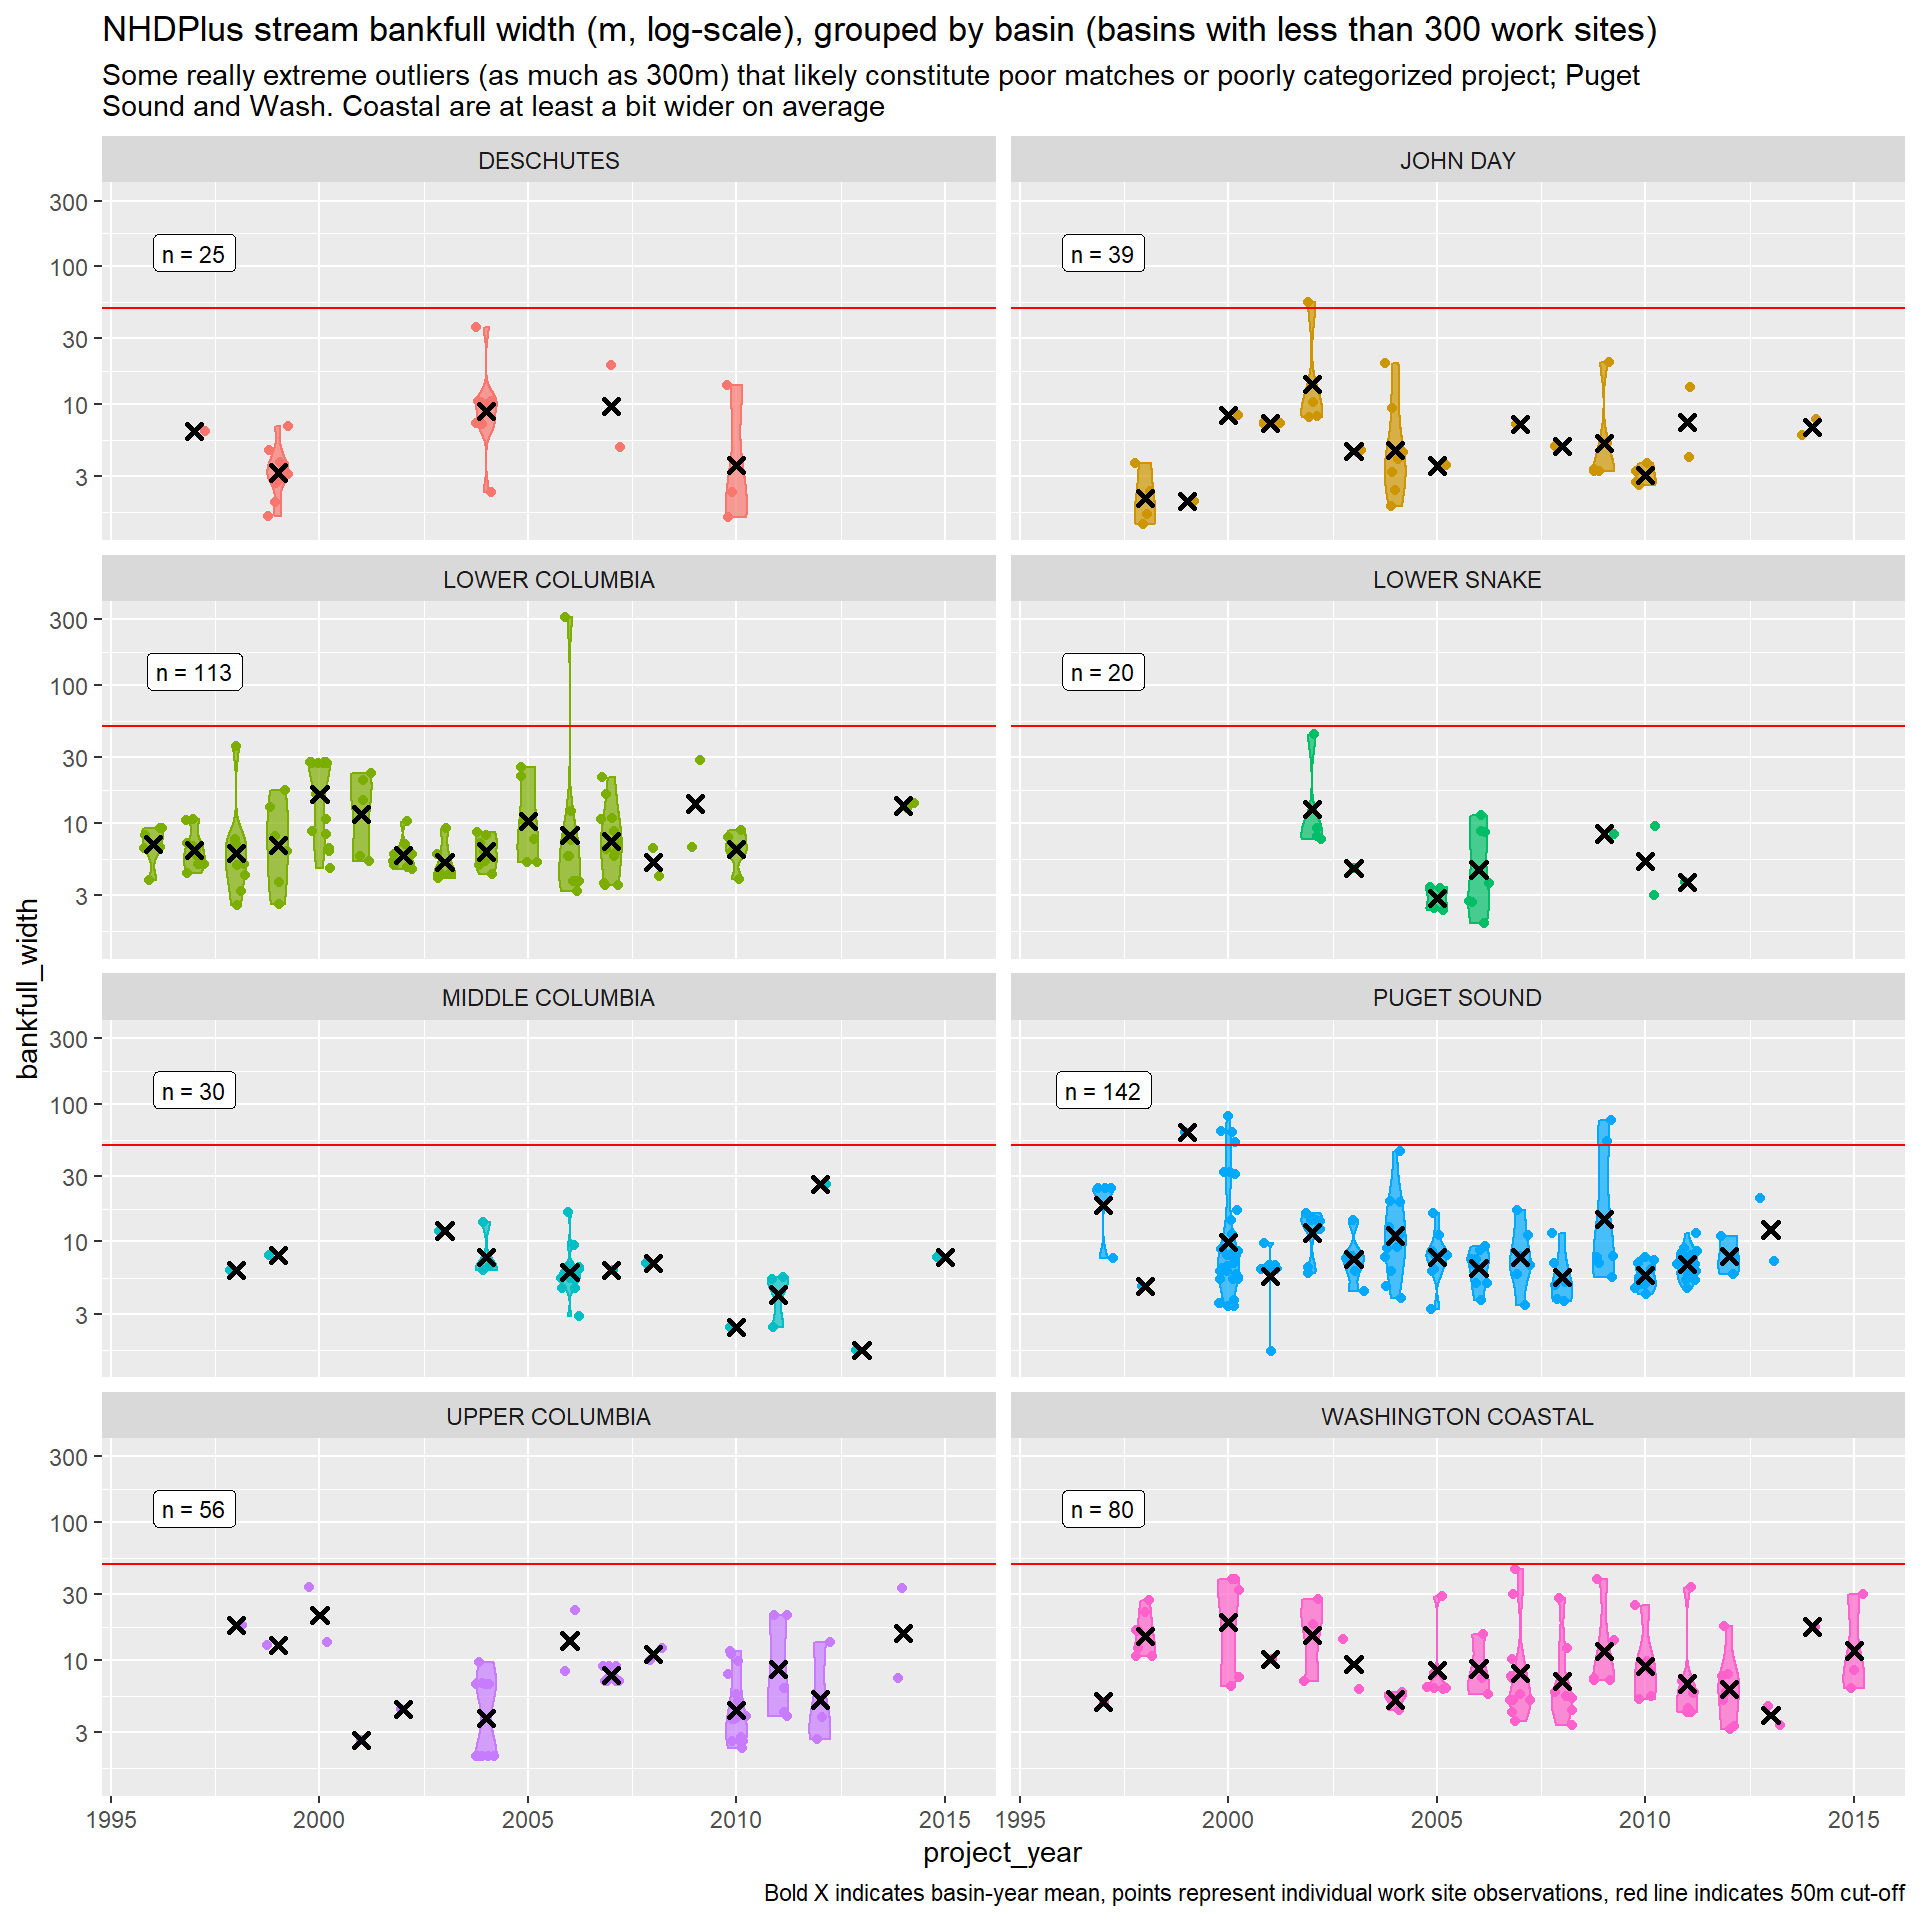 NHDPlus stream bankfull width (m, log-scale), grouped by basin (basins with less than 300 work sites)
Some really extreme outliers (as much as 300m) that likely constitute poor matches or poorly categorized project; Puget
Sound and Wash. Coastal are at least a bit wider on average
DESCHUTES
JOHN DAY
300
100
30
10
3
n = 25
n = 39
LOWER COLUMBIA
LOWER SNAKE
300
100
30
10
3
n = 113
n = 20
MIDDLE COLUMBIA
PUGET SOUND
300
100
30
10
3
n = 30
n = 142
UPPER COLUMBIA
WASHINGTON COASTAL
300
100
30
10
3
n = 56
n = 80
bankfull_width
1995 2000 2005 2010 2015
1995 2000 2005 2010 2015
project_year
Bold X indicates basin-year mean, points represent individual work site observations, red line indicates 50m cut-off